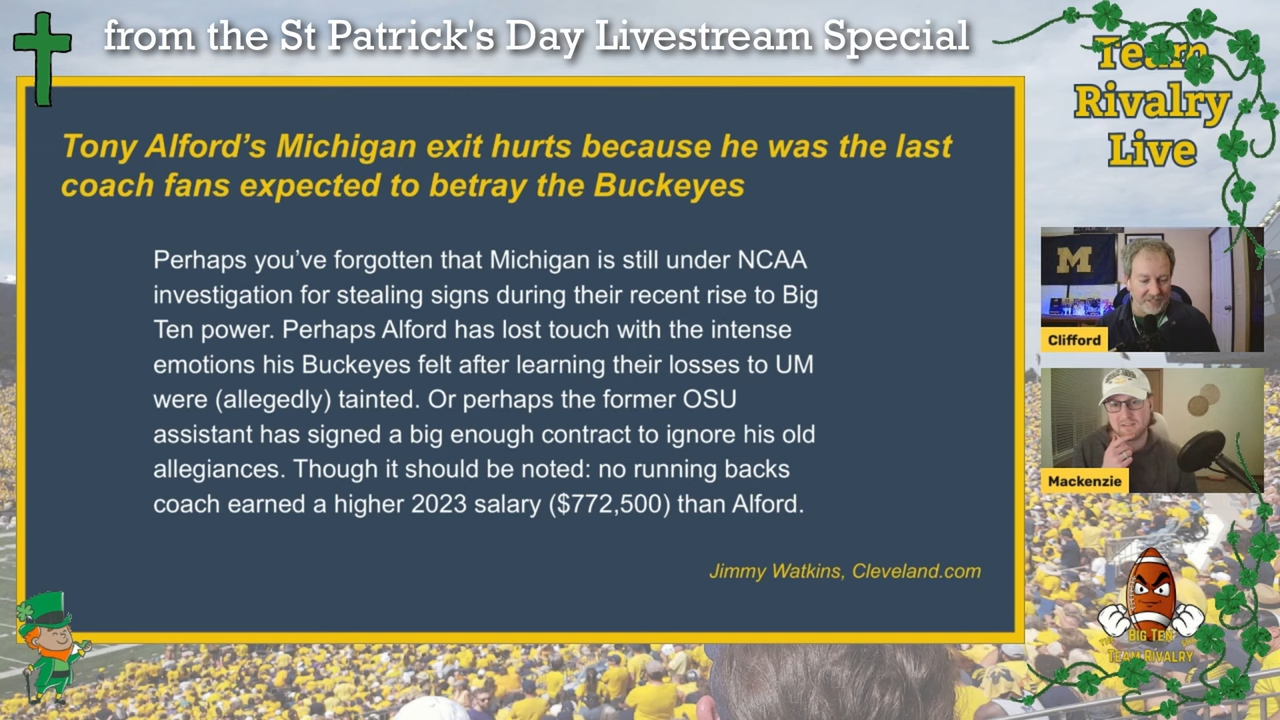 from the St Patrick's Day Livestream Special
Team
Rivalry
Live
Tony Alford's Michigan exit hurts because he was the last
coach fans expected to betray the Buckeyes
Perhaps you've forgotten that Michigan is still under NCAA
investigation for stealing signs during their recent rise to Big
Ten power. Perhaps Alford has lost touch with the intense
emotions his Buckeyes felt after learning their losses to UM
were (allegedly) tainted. Or perhaps the former OSU
assistant has signed a big enough contract to ignore his old
allegiances. Though it should be noted: no running backs
coach earned a higher 2023 salary ($772,500) than Alford.
Jimmy Watkins, Cleveland.com
M
Clifford
Mackenzie
Big Ten
Team Rivalry